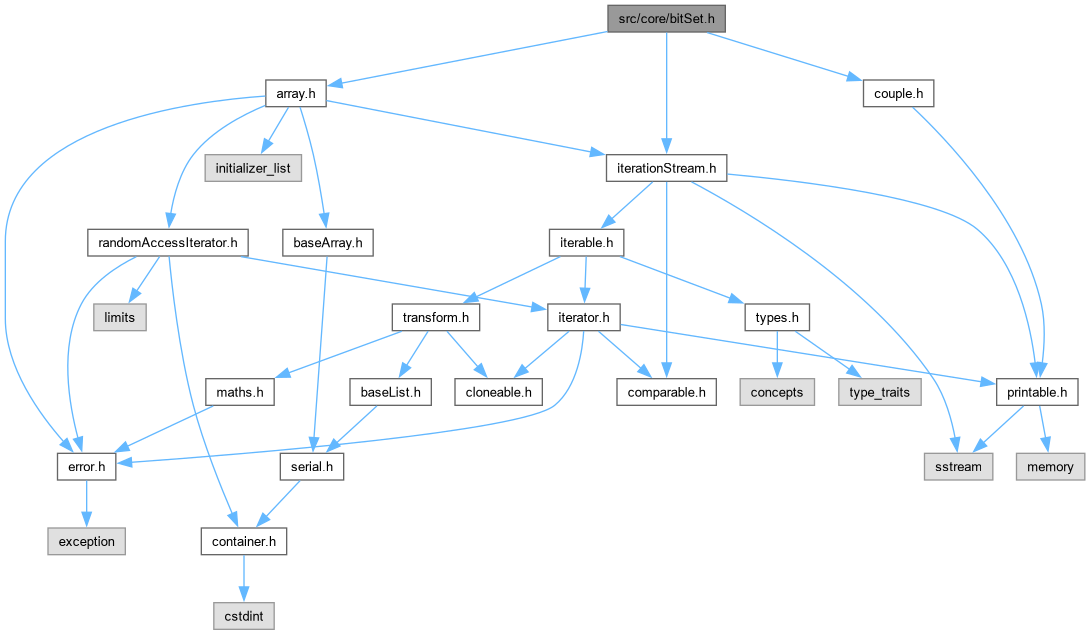 src/core/bitSet.h
array.h
couple.h
initializer_list
iterationStream.h
randomAccessIterator.h
baseArray.h
iterable.h
limits
transform.h
iterator.h
types.h
maths.h
baseList.h
cloneable.h
comparable.h
concepts
type_traits
printable.h
error.h
serial.h
sstream
memory
exception
container.h
cstdint